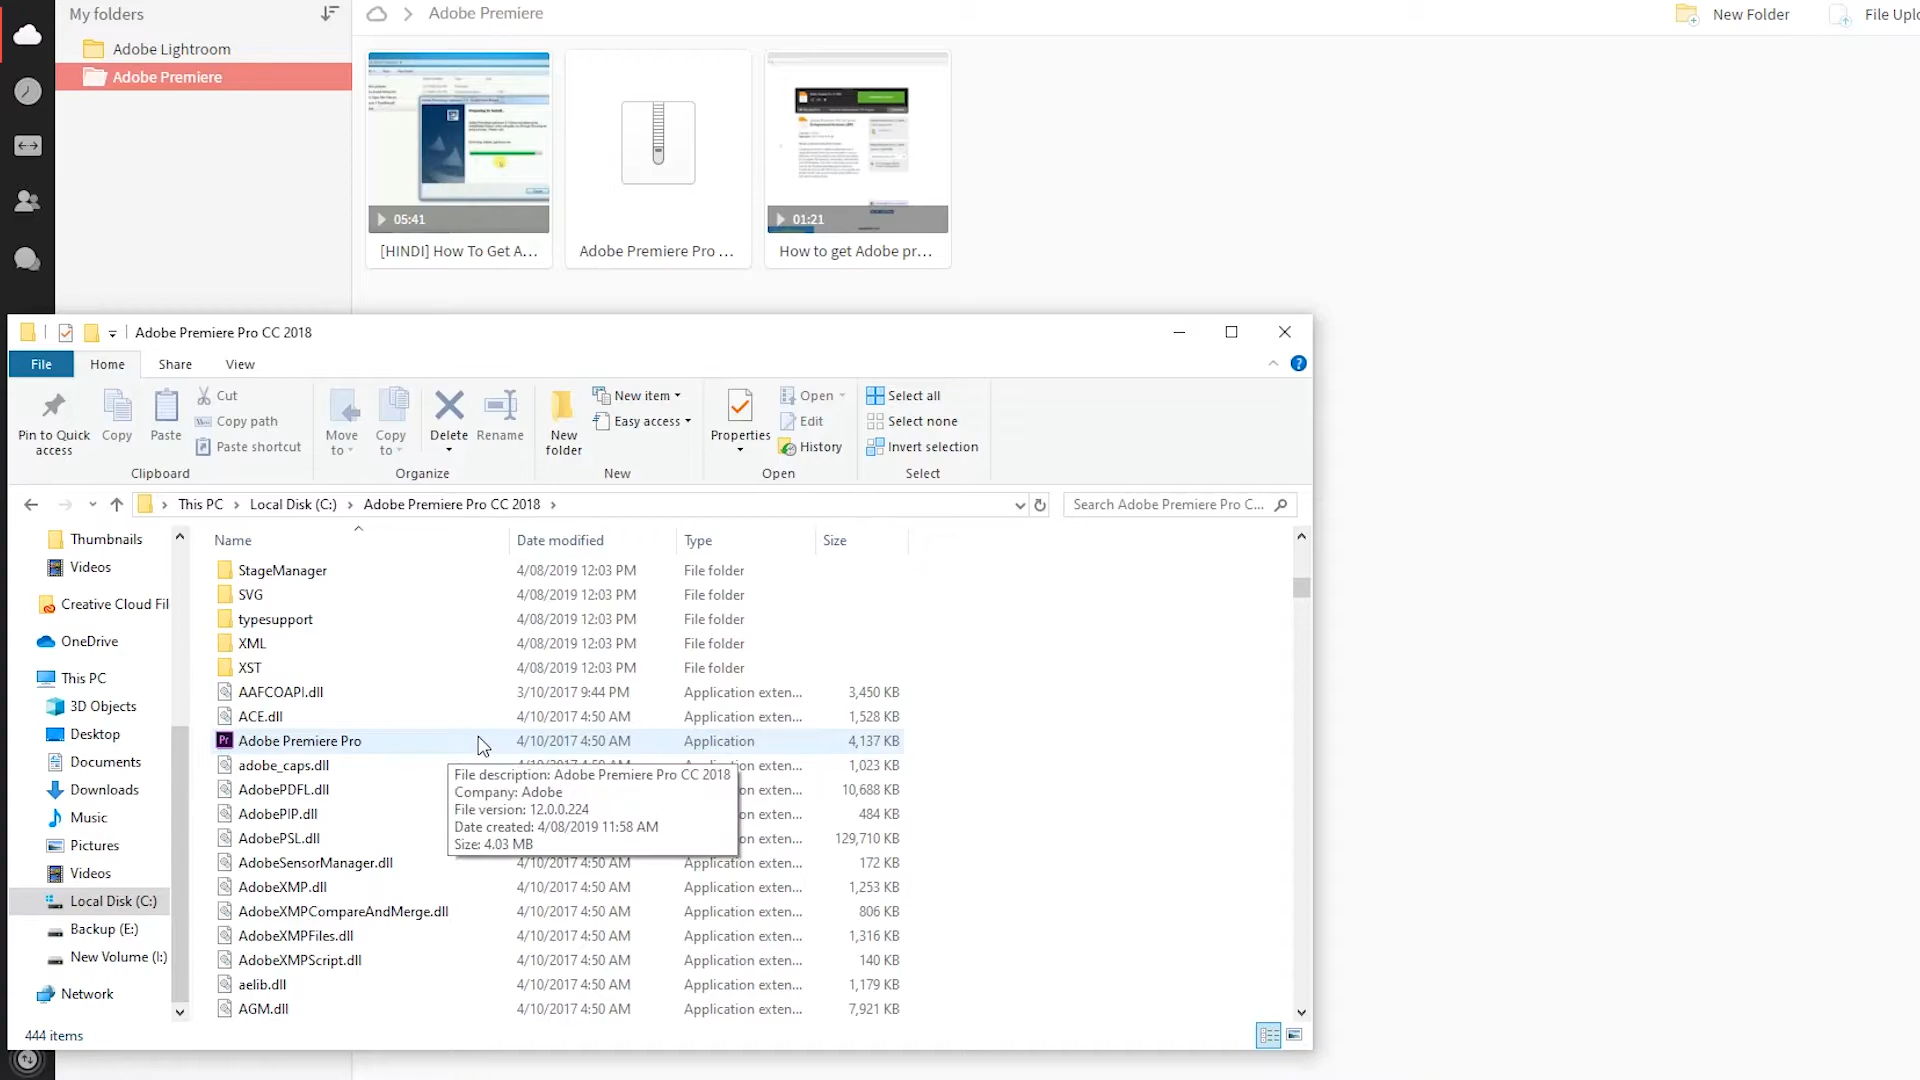 My folders
Adobe Premiere
New Folder
File Uplo
Adobe Lightroom
Adobe Premiere
05:41
01:21
[HINDI] How To Get A...
Adobe Premiere Pro ...
How to get Adobe pr...
Adobe Premiere Pro CC 2018
File
Home
Share
View
Pin to Quick access
Copy
Paste
Cut
Copy path
Paste shortcut
Clipboard
Move to
Copy to
Delete
Rename
Organize
New folder
New item
Easy access
New
Properties
Open
Edit
History
Open
Select all
Select none
Invert selection
Select
This PC > Local Disk (C:) > Adobe Premiere Pro CC 2018 >
Search Adobe Premiere Pro C...
Thumbnails
Videos
Creative Cloud Fil
OneDrive
This PC
3D Objects
Desktop
Documents
Downloads
Music
Pictures
Videos
Local Disk (C:)
Backup (E:)
New Volume (I:)
Network
Name Date modified Type Size
StageManager 4/08/2019 12:03 PM File folder
SVG 4/08/2019 12:03 PM File folder
typesupport 4/08/2019 12:03 PM File folder
XML 4/08/2019 12:03 PM File folder
XST 4/08/2019 12:03 PM File folder
AAFCOAPI.dll 3/10/2017 9:44 PM Application exten... 3,450 KB
ACE.dll 4/10/2017 4:50 AM Application exten... 1,528 KB
Pr Adobe Premiere Pro 4/10/2017 4:50 AM Application 4,137 KB
adobe_caps.dll 1,023 KB
AdobePDFL.dll on exten... 10,688 KB
AdobePIP.dll on exten... 484 KB
AdobePSL.dll on exten... 129,710 KB
AdobeSensorManager.dll 4/10/2017 4:50 AM Application exten... 172 KB
AdobeXMP.dll 4/10/2017 4:50 AM Application exten... 1,253 KB
AdobeXMPCompareAndMerge.dll 4/10/2017 4:50 AM Application exten... 806 KB
AdobeXMPFiles.dll 4/10/2017 4:50 AM Application exten... 1,316 KB
AdobeXMPScript.dll 4/10/2017 4:50 AM Application exten... 140 KB
aelib.dll 4/10/2017 4:50 AM Application exten... 1,179 KB
AGM.dll 4/10/2017 4:50 AM Application exten... 7,921 KB
File description: Adobe Premiere Pro CC 2018
Company: Adobe
File version: 12.0.0.224
Date created: 4/08/2019 11:58 AM
Size: 4.03 MB
444 items